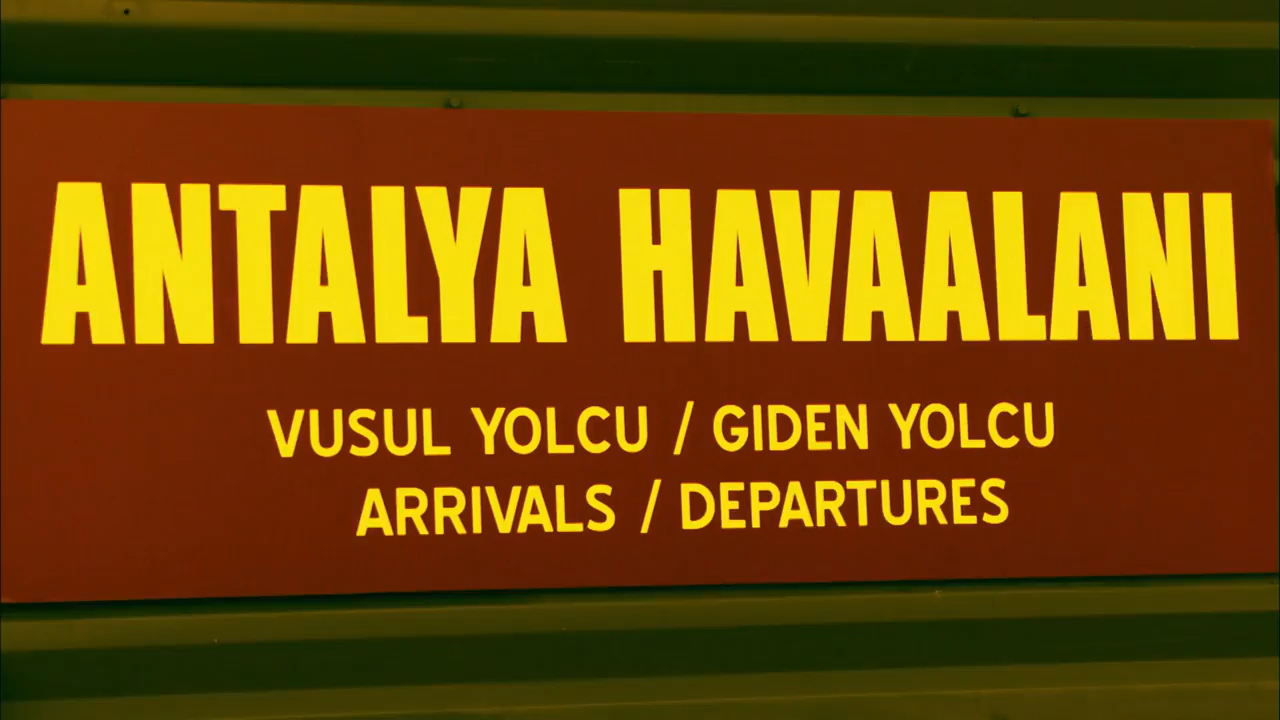 ANTALYA HAVAALANI
VUSUL YOLCU / GIDEN YOLCU
ARRIVALS / DEPARTURES